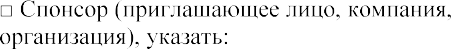 □ Спонсор (приглашающее лицо, компания,
организация), указать: